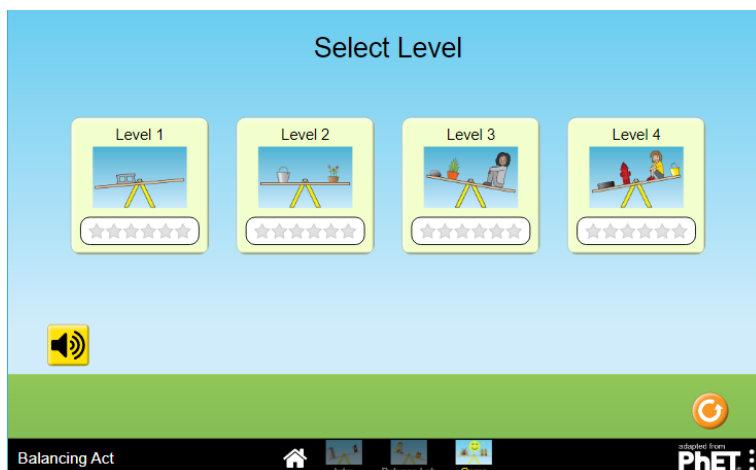 Select Level
Level 1
Level 2
Level 3
Level 4
Balancing Act
adapted from
PhET